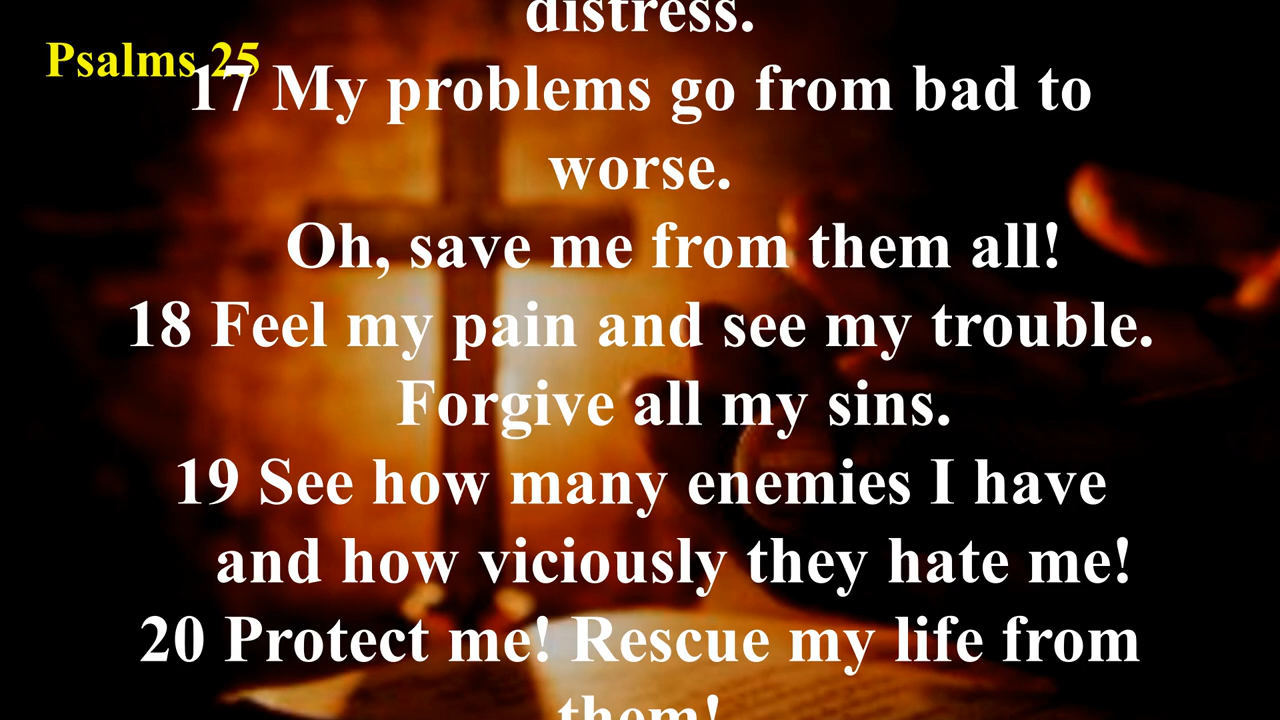 distress.
Psalms 25
17 My problems go from bad to
worse.
Oh, save me from them all!
18 Feel my pain and see my trouble.
Forgive all my sins.
19 See how many enemies I have
and how viciously they hate me!
20 Protect me! Rescue my life from
them!